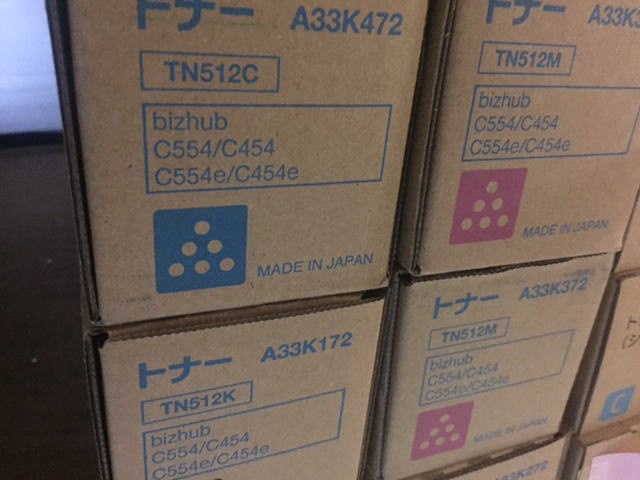 トナー A33K472
TN512C
bizhub
C554/C454
C554e/C454e
MADE IN JAPAN
トナー
TN512M
bizhub
C554/C454
C554e/C454e
MADE IN JAPAN
トナー A33K172
TN512K
bizhub
C554/C454
C554e/C454e
トナー A33K372
TN512M
bizhub
C554/C454
C554e/C454e
MADE IN JAPAN
C